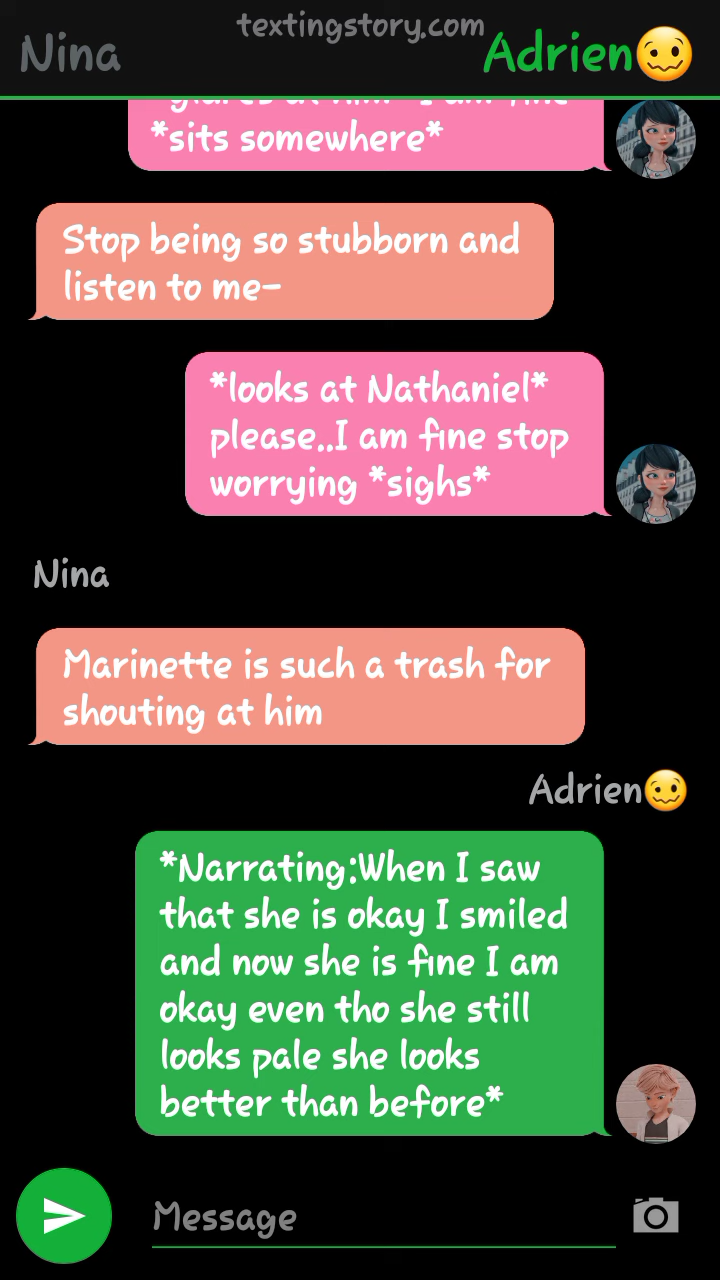 textingstory.com
Nina
Adrien
*sits somewhere*
Stop being so stubborn and
listen to me-
*looks at Nathaniel*
please..I am fine stop
worrying *sighs*
Nina
Marinette is such a trash for
shouting at him
Adrien
*Narrating:When I saw
that she is okay I smiled
and now she is fine I am
okay even tho she still
looks pale she looks
better than before*
Message